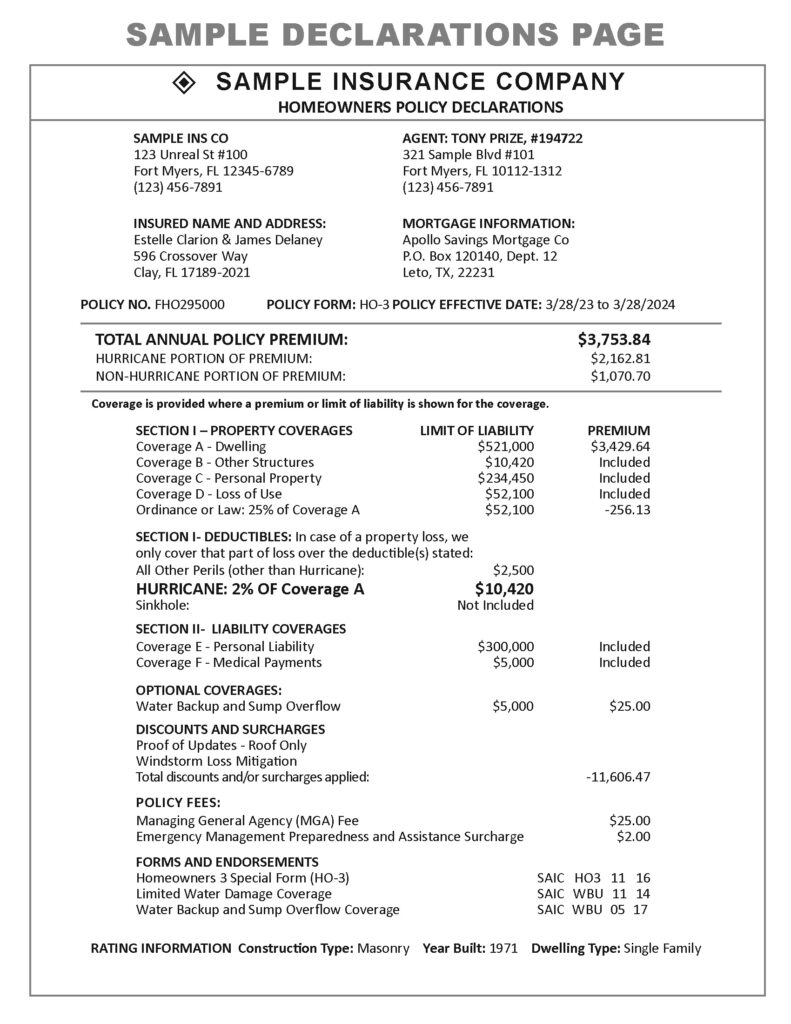 SAMPLE DECLARATIONS PAGE
SAMPLE INSURANCE COMPANY
HOMEOWNERS POLICY DECLARATIONS
SAMPLE INS CO
123 Unreal St #100
Fort Myers, FL 12345-6789
(123) 456-7891
AGENT: TONY PRIZE, #194722
321 Sample Blvd #101
Fort Myers, FL 10112-1312
(123) 456-7891
INSURED NAME AND ADDRESS:
Estelle Clarion & James Delaney
596 Crossover Way
Clay, FL 17189-2021
MORTGAGE INFORMATION:
Apollo Savings Mortgage Co
P.O. Box 120140, Dept. 12
Leto, TX, 22231
POLICY NO. FHO295000 POLICY FORM: HO-3 POLICY EFFECTIVE DATE: 3/28/23 to 3/28/2024
TOTAL ANNUAL POLICY PREMIUM: $3,753.84
HURRICANE PORTION OF PREMIUM: $2,162.81
NON-HURRICANE PORTION OF PREMIUM: $1,070.70
Coverage is provided where a premium or limit of liability is shown for the coverage.
SECTION I – PROPERTY COVERAGES LIMIT OF LIABILITY PREMIUM
Coverage A - Dwelling $521,000 $3,429.64
Coverage B - Other Structures $10,420 Included
Coverage C - Personal Property $234,450 Included
Coverage D - Loss of Use $52,100 Included
Ordinance or Law: 25% of Coverage A $52,100 -256.13
SECTION I- DEDUCTIBLES: In case of a property loss, we
only cover that part of loss over the deductible(s) stated:
All Other Perils (other than Hurricane): $2,500
HURRICANE: 2% OF Coverage A $10,420
Sinkhole: Not Included
SECTION II- LIABILITY COVERAGES
Coverage E - Personal Liability $300,000 Included
Coverage F - Medical Payments $5,000 Included
OPTIONAL COVERAGES:
Water Backup and Sump Overflow $5,000 $25.00
DISCOUNTS AND SURCHARGES
Proof of Updates - Roof Only
Windstorm Loss Mitigation
Total discounts and/or surcharges applied: -11,606.47
POLICY FEES:
Managing General Agency (MGA) Fee $25.00
Emergency Management Preparedness and Assistance Surcharge $2.00
FORMS AND ENDORSEMENTS
Homeowners 3 Special Form (HO-3) SAIC HO3 11 16
Limited Water Damage Coverage SAIC WBU 11 14
Water Backup and Sump Overflow Coverage SAIC WBU 05 17
RATING INFORMATION Construction Type: Masonry Year Built: 1971 Dwelling Type: Single Family